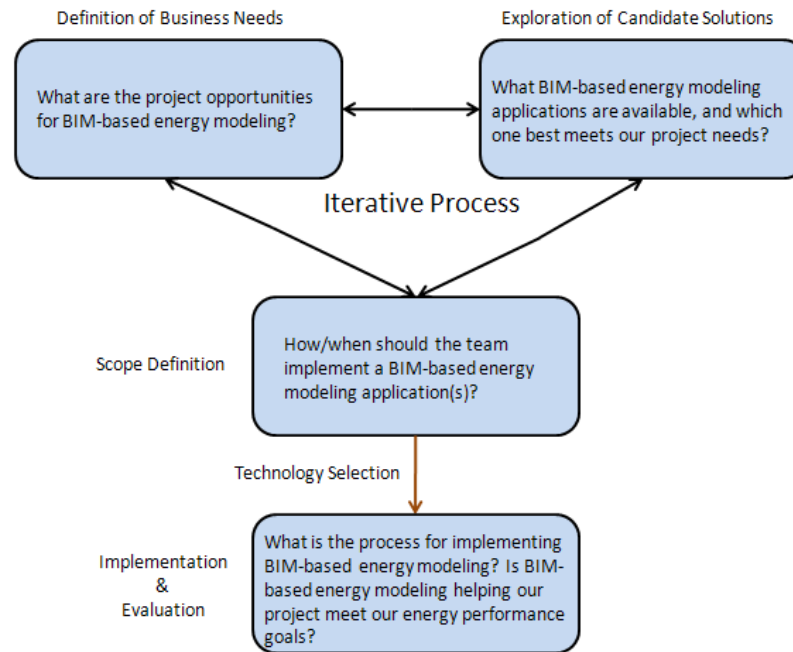 Definition of Business Needs
Exploration of Candidate Solutions
What are the project opportunities
for BIM-based energy modeling?
What BIM-based energy modeling
applications are available, and which
one best meets our project needs?
Iterative Process
Scope Definition
How/when should the team
implement a BIM-based energy
modeling application(s)?
Technology Selection
Implementation
&
Evaluation
What is the process for implementing
BIM-based energy modeling? Is BIM-
based energy modeling helping our
project meet our energy performance
goals?